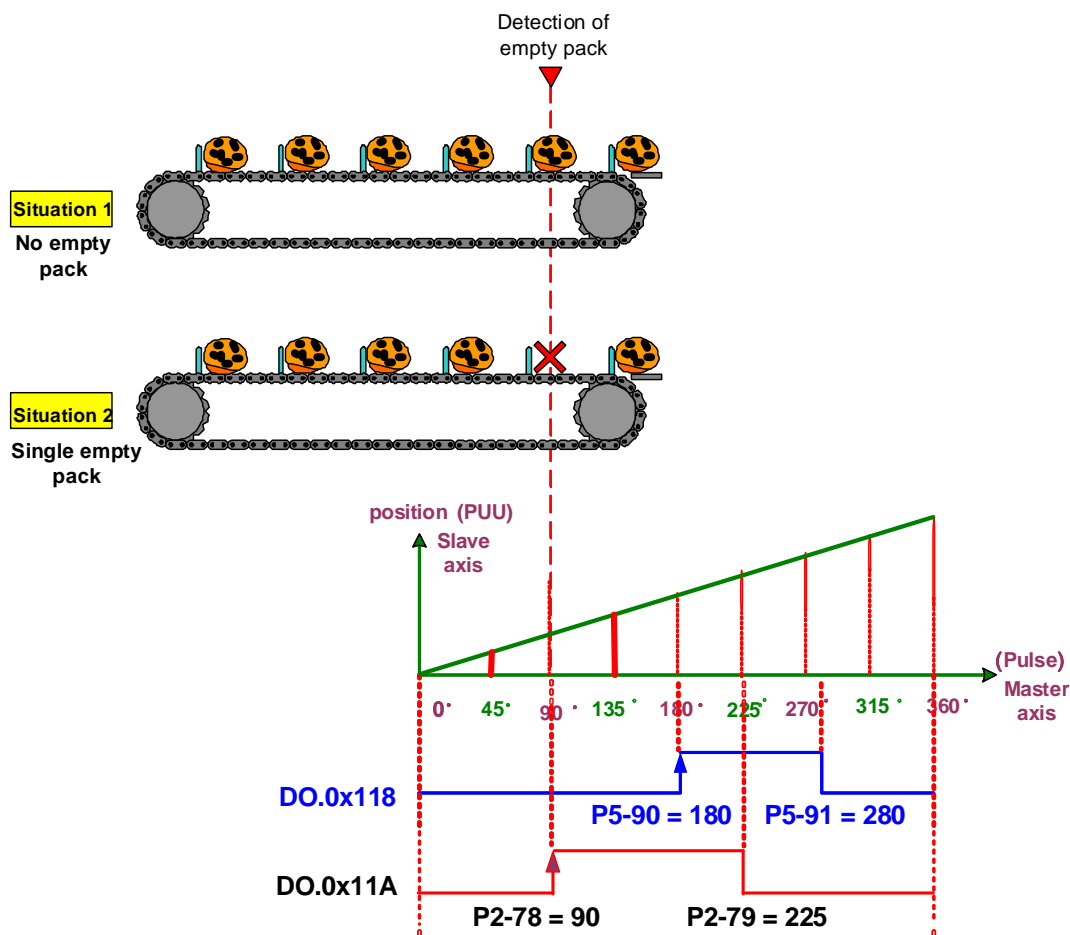 Detection of
empty pack
Situation 1
No empty
pack
Situation 2
Single empty
pack
position (PUU)
Slave
axis
(Pulse)
Master
axis
0° 45° 90° 135° 180° 225° 270° 315° 360°
DO.0x118
P5-90 = 180 P5-91 = 280
DO.0x11A
P2-78 = 90 P2-79 = 225